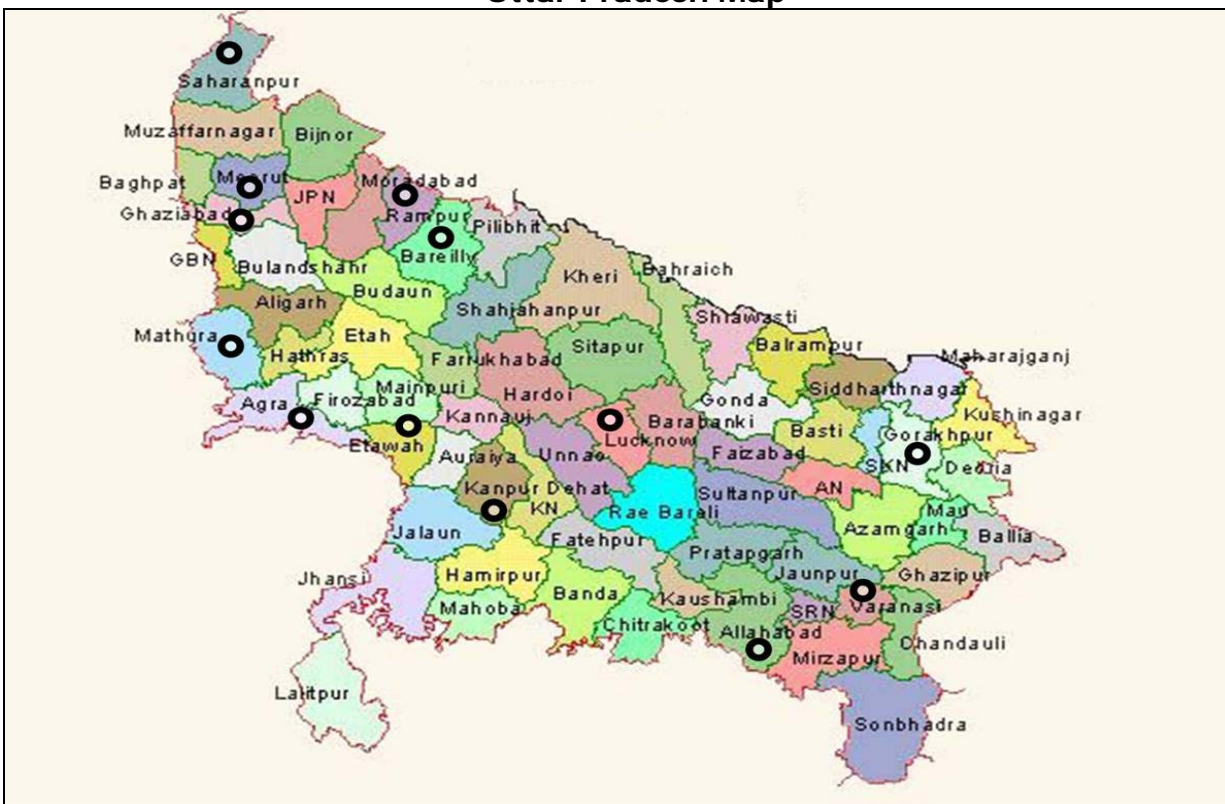 Uttar Pradesh Map
Saharanpur
Muzaffarnagar
Bijnor
Baghpat
Meerut
Moradabad
JPN
Ghaziabad
Rampur
Pilibhit
GBN
Bulandshahr
Bareilly
Kheri
Bahraich
Budaun
Aligarh
Shahjahanpur
Shrawasti
Mathura
Etah
Hathras
Farrukhabad
Sitapur
Balrampur
Maharajganj
Mainpuri
Hardoi
Siddharthnagar
Agra
Firozabad
Gonda
Kannauj
Barabanki
Kushinagar
Etawah
Lucknow
Basti
Gorakhpur
Auraiya
Unnao
Faizabad
SKN
Deoria
Kanpur Dehat
KN
Rae Bareli
Sultanpur
AN
Jalaun
Fatehpur
Azamgarh
Mau
Ballia
Pratapgarh
Jhansi
Hamirpur
Jaunpur
Ghazipur
Mahoba
Banda
Kaushambi
SRN
Varanasi
Chitrakoot
Allahabad
Chandauli
Mirzapur
Lalitpur
Sonbhadra